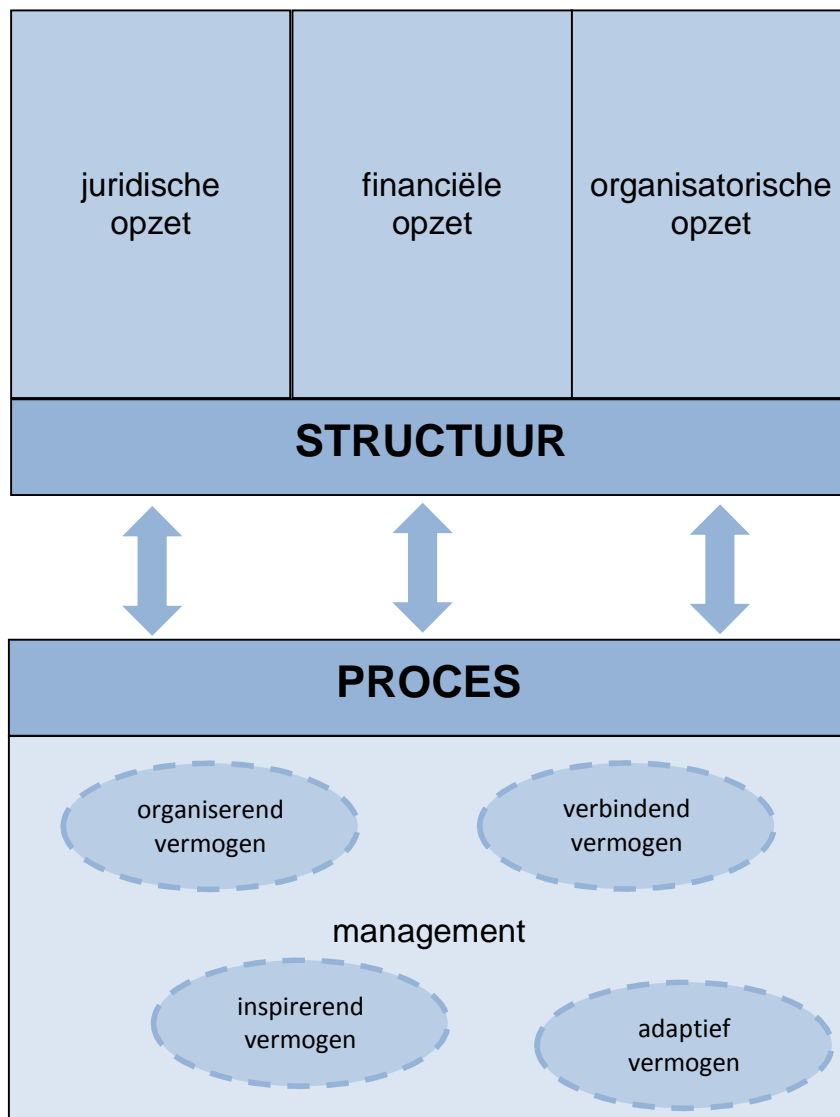 juridische
opzet
financiële
opzet
organisatorische
opzet
STRUCTUUR
PROCES
organiserend
vermogen
verbindend
vermogen
management
inspirerend
vermogen
adaptief
vermogen